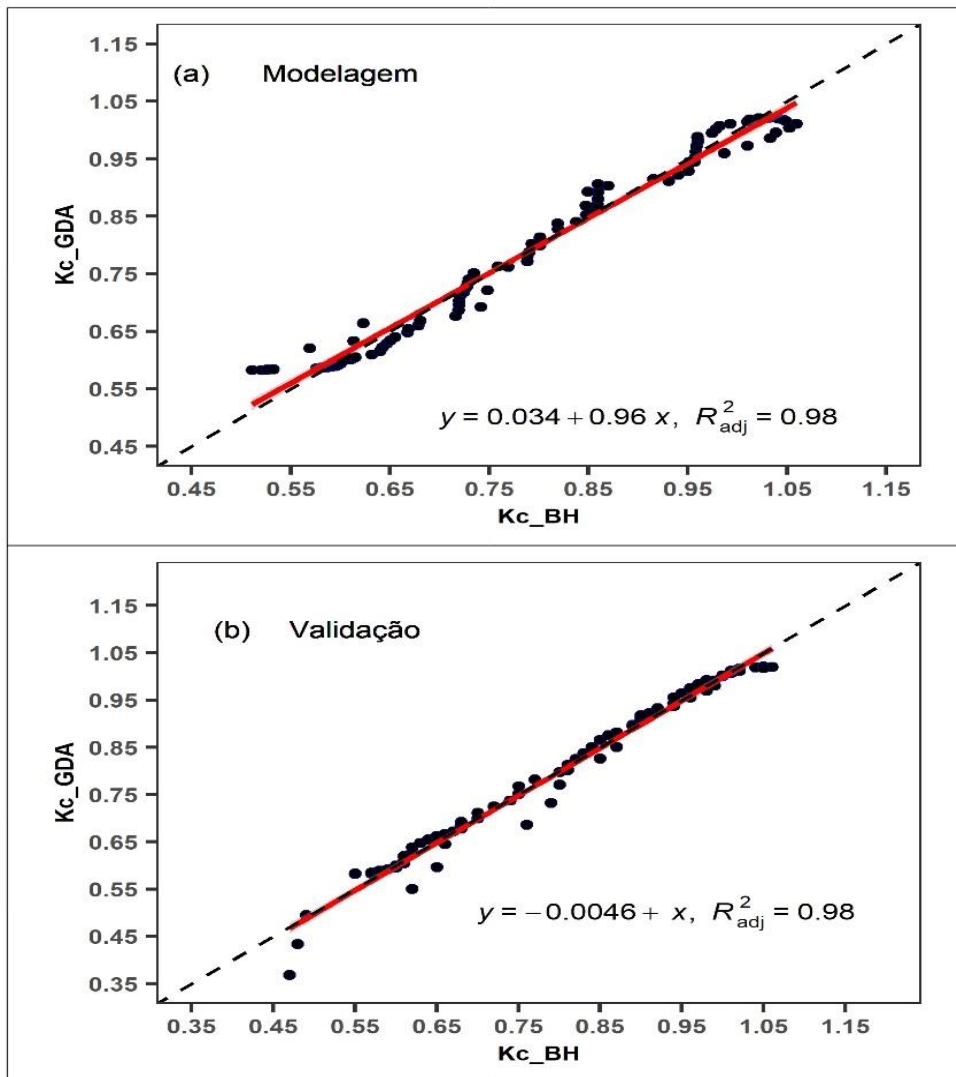 (a) Modelagem
Kc_GDA
1.15
1.05
0.95
0.85
0.75
0.65
0.55
0.45
y = 0.034 + 0.96 x, R²adj = 0.98
0.45 0.55 0.65 0.75 0.85 0.95 1.05 1.15
Kc_BH
(b) Validação
Kc_GDA
1.15
1.05
0.95
0.85
0.75
0.65
0.55
0.45
0.35
y = −0.0046 + x, R²adj = 0.98
0.35 0.45 0.55 0.65 0.75 0.85 0.95 1.05 1.15
Kc_BH